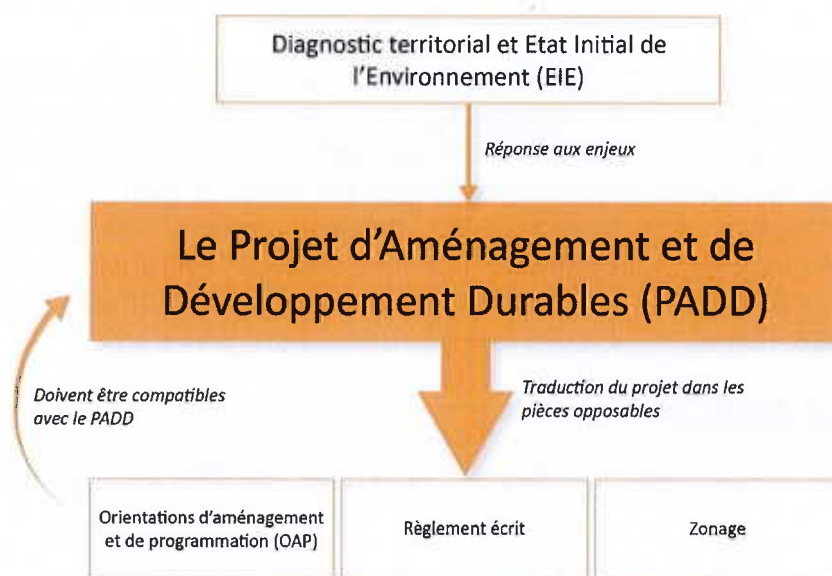 Diagnostic territorial et Etat Initial de
l'Environnement (EIE)
Réponse aux enjeux
Le Projet d'Aménagement et de
Développement Durables (PADD)
Doivent être compatibles
avec le PADD
Traduction du projet dans les
pièces opposables
Orientations d'aménagement
et de programmation (OAP)
Règlement écrit
Zonage